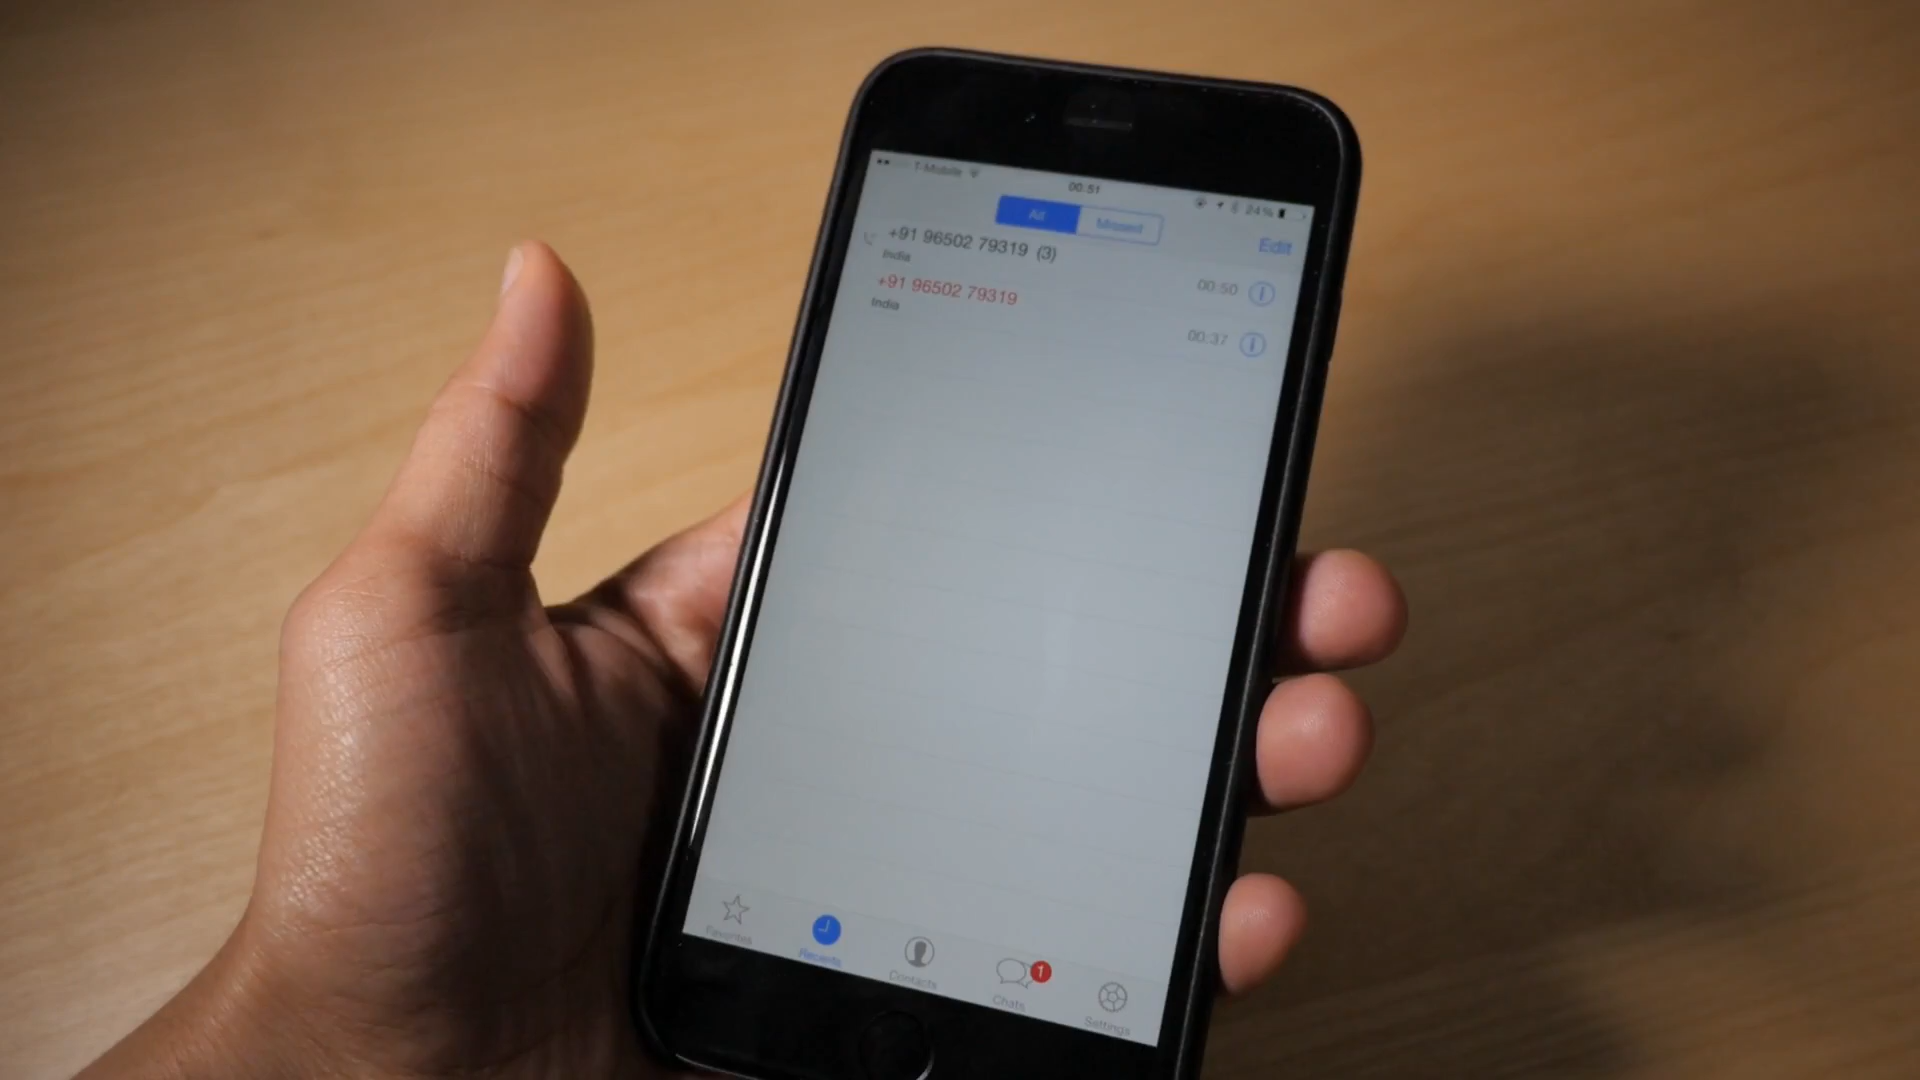 T-Mobile
00:51
24%
All
Missed
Edit
+91 96502 79319 (3)
India
00:50
+91 96502 79319
India
00:37
Favorites
Recents
Contacts
1
Chats
Settings